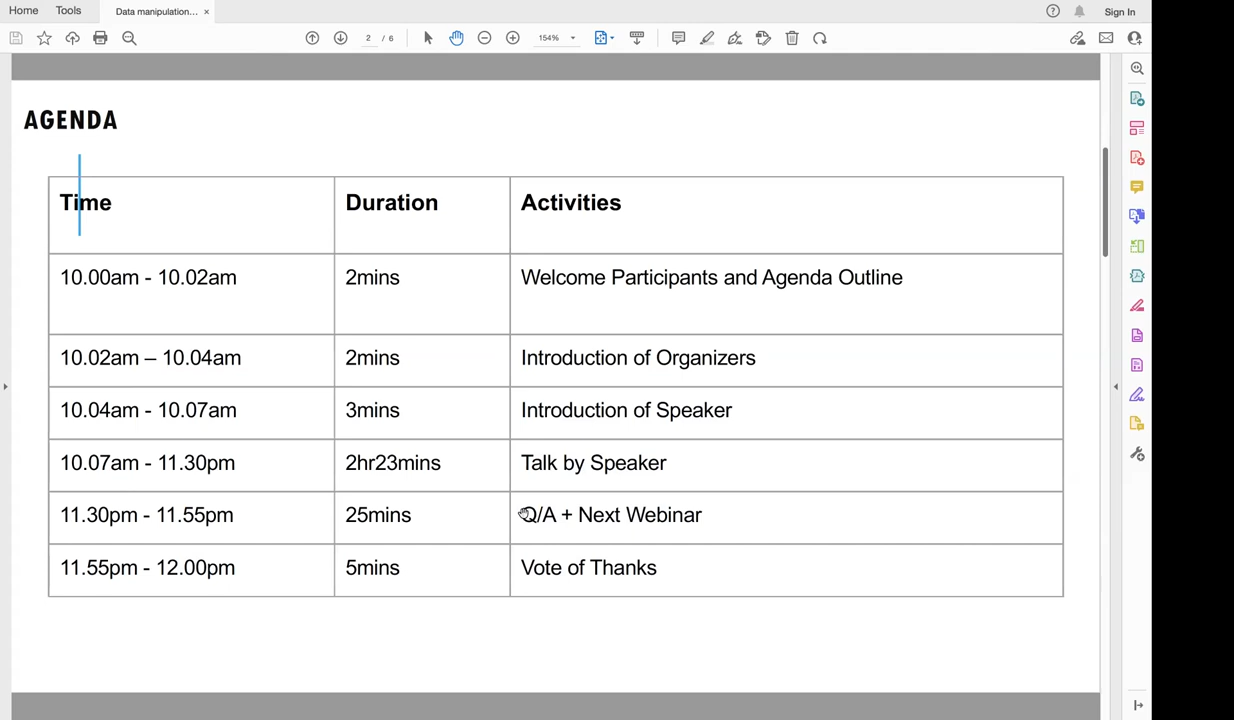 Home Tools Data manipulation... × Sign In
2 / 6 154%
AGENDA
Time Duration Activities
10.00am - 10.02am 2mins Welcome Participants and Agenda Outline
10.02am – 10.04am 2mins Introduction of Organizers
10.04am - 10.07am 3mins Introduction of Speaker
10.07am - 11.30pm 2hr23mins Talk by Speaker
11.30pm - 11.55pm 25mins Q/A + Next Webinar
11.55pm - 12.00pm 5mins Vote of Thanks